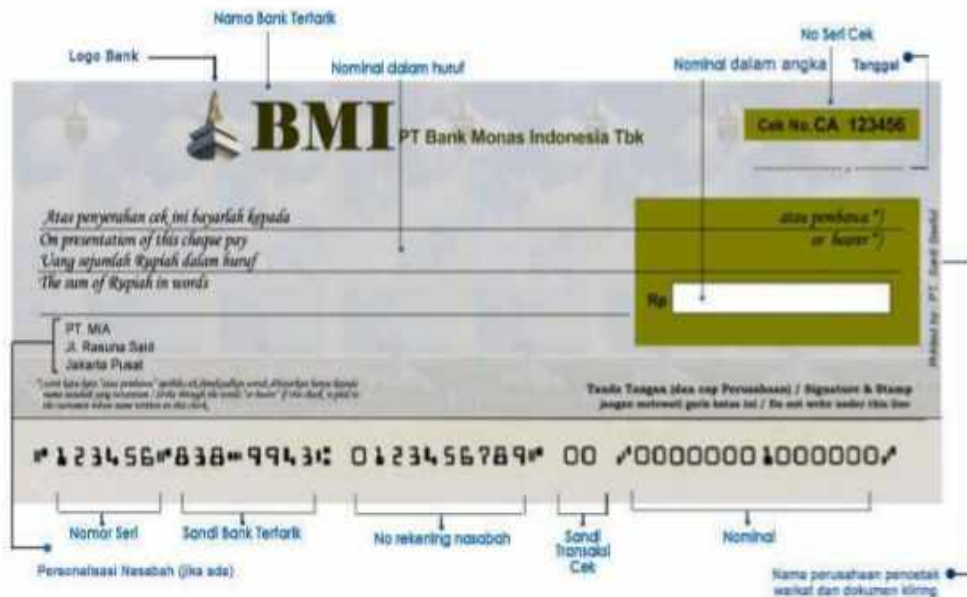 Nama Bank Tertarik
Logo Bank
No Seri Cek
Nominal dalam huruf
Nominal dalam angka
Tanggal
BMI PT Bank Monas Indonesia Tbk
Cek No. CA 123456
Atas penyerahan cek ini bayarlah kepada
atau pembawa *)
On presentation of this cheque pay
or bearer *)
Uang sejumlah Rupiah dalam huruf
The sum of Rupiah in words
Rp
PT. MIA
Jl. Rasuna Said
Jakarta Pusat
Tanda Tangan (dan cap Perusahaan) / Signature & Stamp
jangan melewati garis batas ini / Do not write under this line
Printed by: PT.
123456 838 9943 0123456789 00 00000001000000
Nomor Seri
Sandi Bank Tertarik
No rekening nasabah
Sandi
Transaksi
Cek
Nominal
Personalisasi Nasabah (jika ada)
Nama perusahaan pencetak
warkat dan dokumen kliring